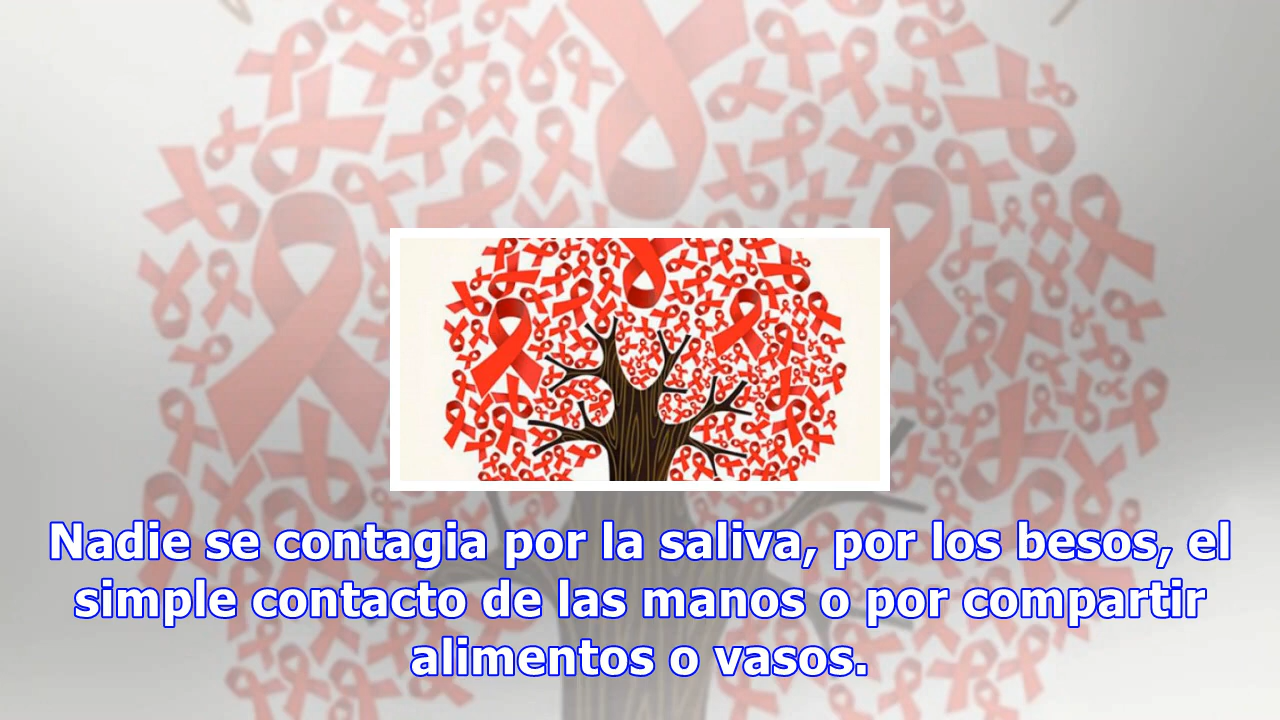 Nadie se contagia por la saliva, por los besos, el
simple contacto de las manos o por compartir
alimentos o vasos.